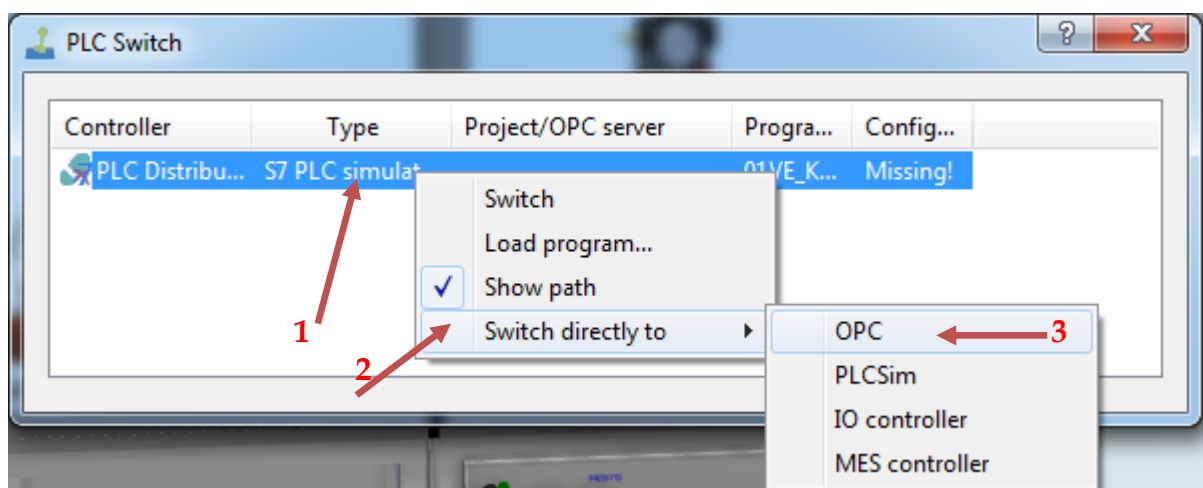 PLC Switch
Controller Type Project/OPC server Progra... Config...
PLC Distribu... S7 PLC simulat 01VE_K... Missing!
Switch
Load program...
Show path
Switch directly to
1
2
OPC 3
PLCSim
IO controller
MES controller